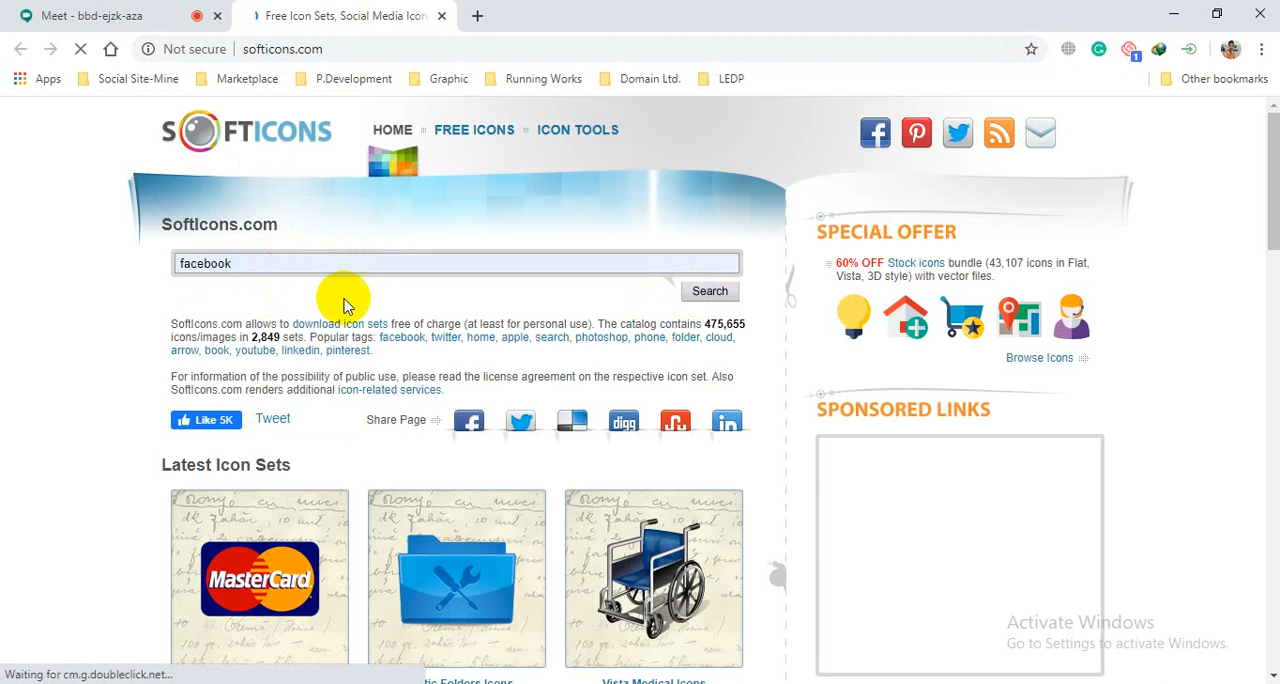 Meet - bbd-ejzk-aza
Free Icon Sets, Social Media Icon
Not secure
softicons.com
1
Apps
Social Site-Mine
Marketplace
P.Development
Graphic
Running Works
Domain Ltd.
LEDP
Other bookmarks
SOFTICONS
HOME
FREE ICONS
ICON TOOLS
SoftIcons.com
facebook
Search
SoftIcons.com allows to download icon sets free of charge (at least for personal use). The catalog contains 475,655
icons/images in 2,849 sets. Popular tags: facebook, twitter, home, apple, search, photoshop, phone, folder, cloud,
arrow, book, youtube, linkedin, pinterest.
For information of the possibility of public use, please read the license agreement on the respective icon set. Also
SoftIcons.com renders additional icon-related services.
Like 5K
Tweet
Share Page
digg
in
Latest Icon Sets
MasterCard
Vista Medical Icons
SPECIAL OFFER
60% OFF Stock icons bundle (43,107 icons in Flat,
Vista, 3D style) with vector files.
Browse Icons
SPONSORED LINKS
Activate Windows
Go to Settings to activate Windows.
Waiting for cm.g.doubleclick.net...